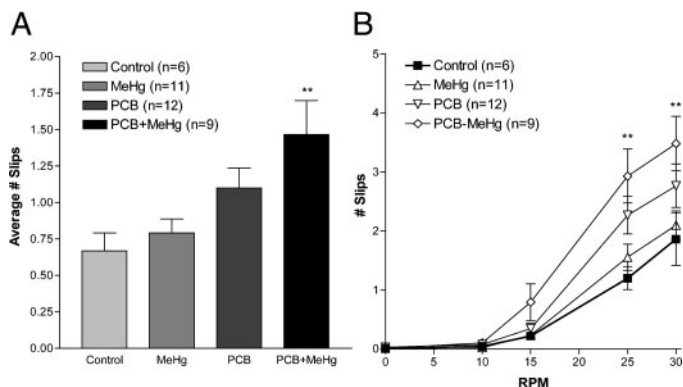 A
B
2.00
1.75
1.50
1.25
1.00
0.75
0.50
0.25
0.00
Average # Slips
Control (n=6)
MeHg (n=11)
PCB (n=12)
PCB+MeHg (n=9)
**
Control
MeHg
PCB
PCB+MeHg
5
4
3
2
1
0
# Slips
Control (n=6)
MeHg (n=11)
PCB (n=12)
PCB-MeHg (n=9)
**
**
0
5
10
15
20
25
30
RPM